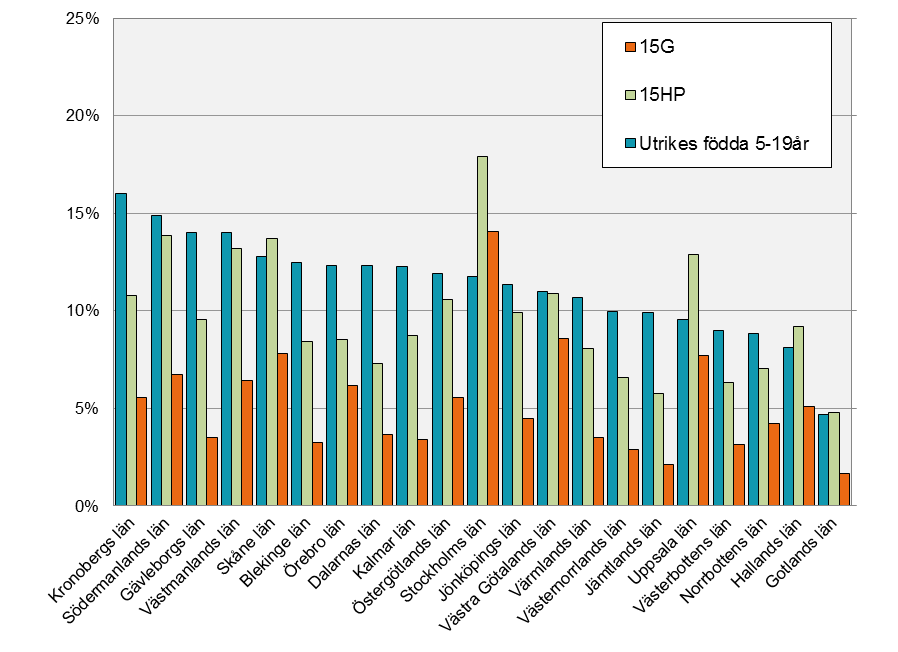 25%
20%
15%
10%
5%
0%
15G
15HP
Utrikes födda 5-19år
Kronobergs län
Södermanlands län
Gävleborgs län
Västmanlands län
Skåne län
Blekinge län
Örebro län
Dalarnas län
Kalmar län
Östergötlands län
Stockholms län
Jönköpings län
Västra Götalands län
Värmlands län
Västernorrlands län
Jämtlands län
Uppsala län
Västerbottens län
Norrbottens län
Hallands län
Gotlands län